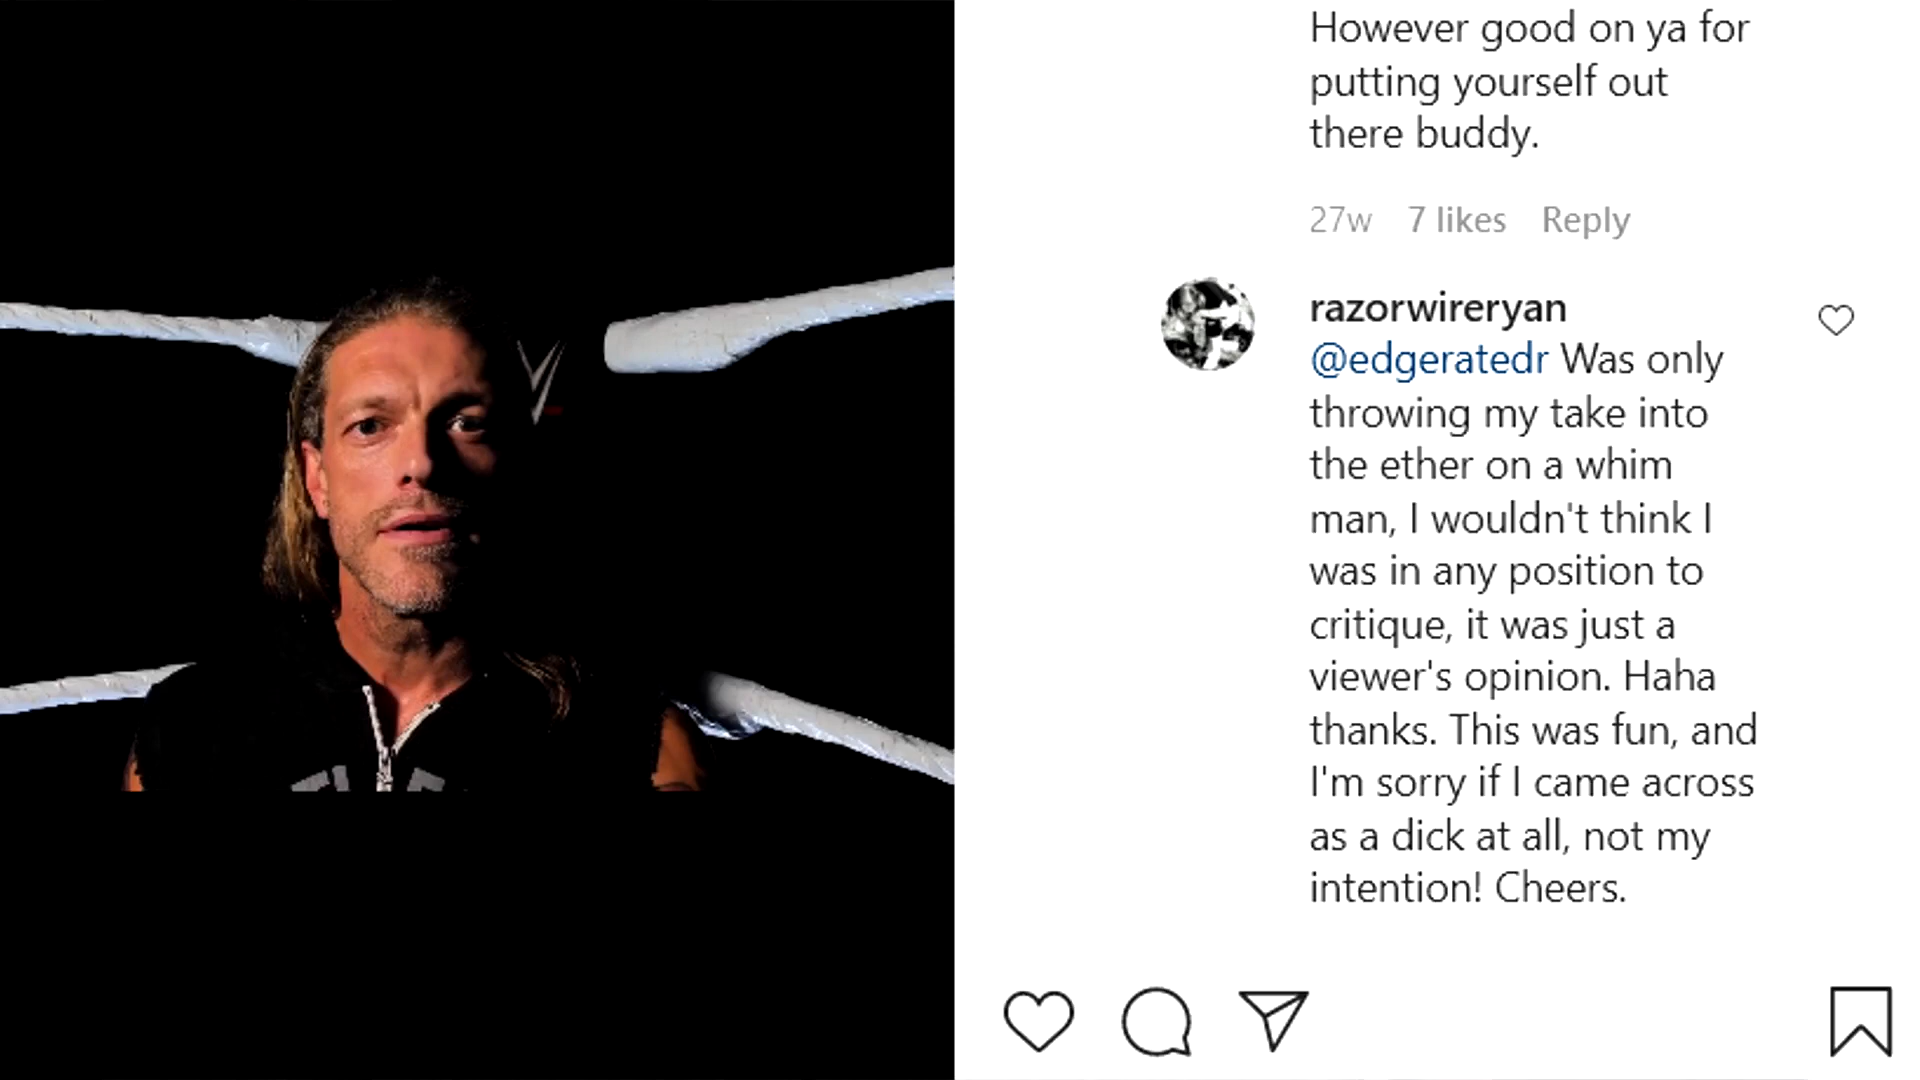 However good on ya for
putting yourself out
there buddy.
27w 7 likes Reply
razorwireryan
@edgeratedr Was only
throwing my take into
the ether on a whim
man, I wouldn't think I
was in any position to
critique, it was just a
viewer's opinion. Haha
thanks. This was fun, and
I'm sorry if I came across
as a dick at all, not my
intention! Cheers.